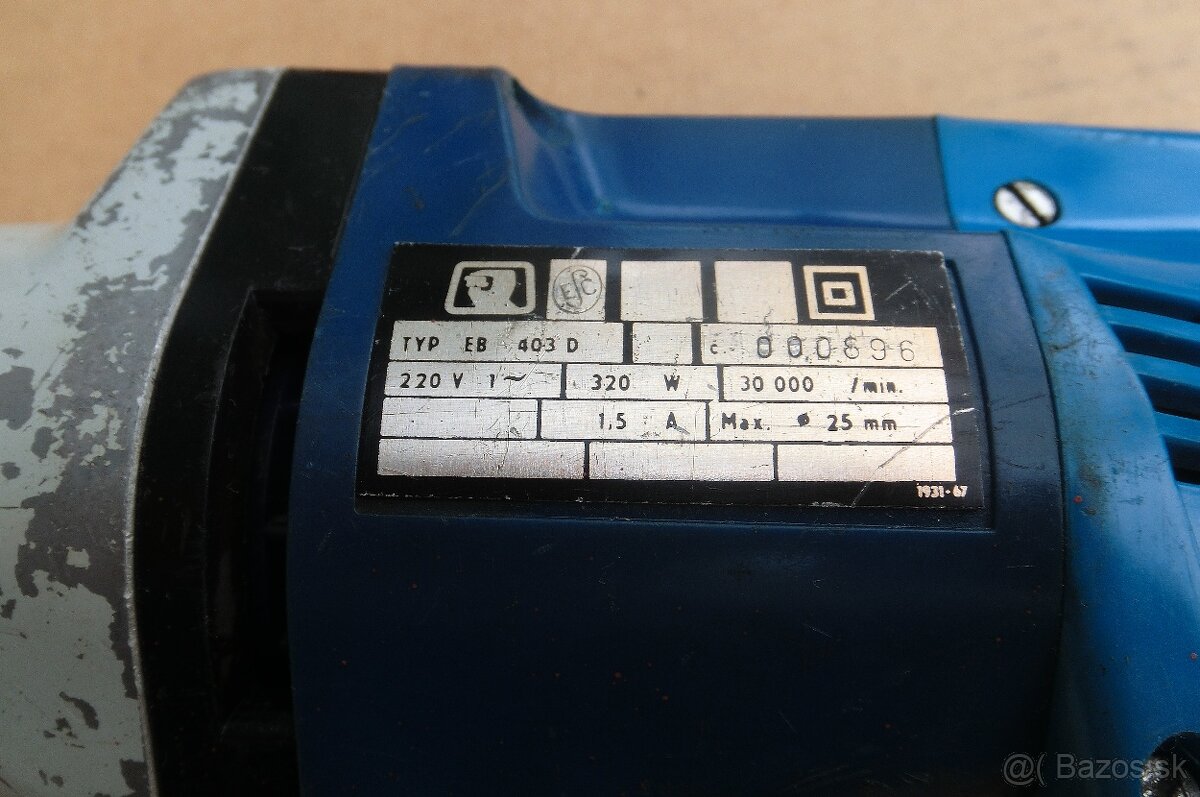 ESČ
TYP EB 403 D č. 000896
220 V 1~ 320 W 30 000 /min.
1,5 A Max. ø 25 mm
1931-67
@( Bazos.sk